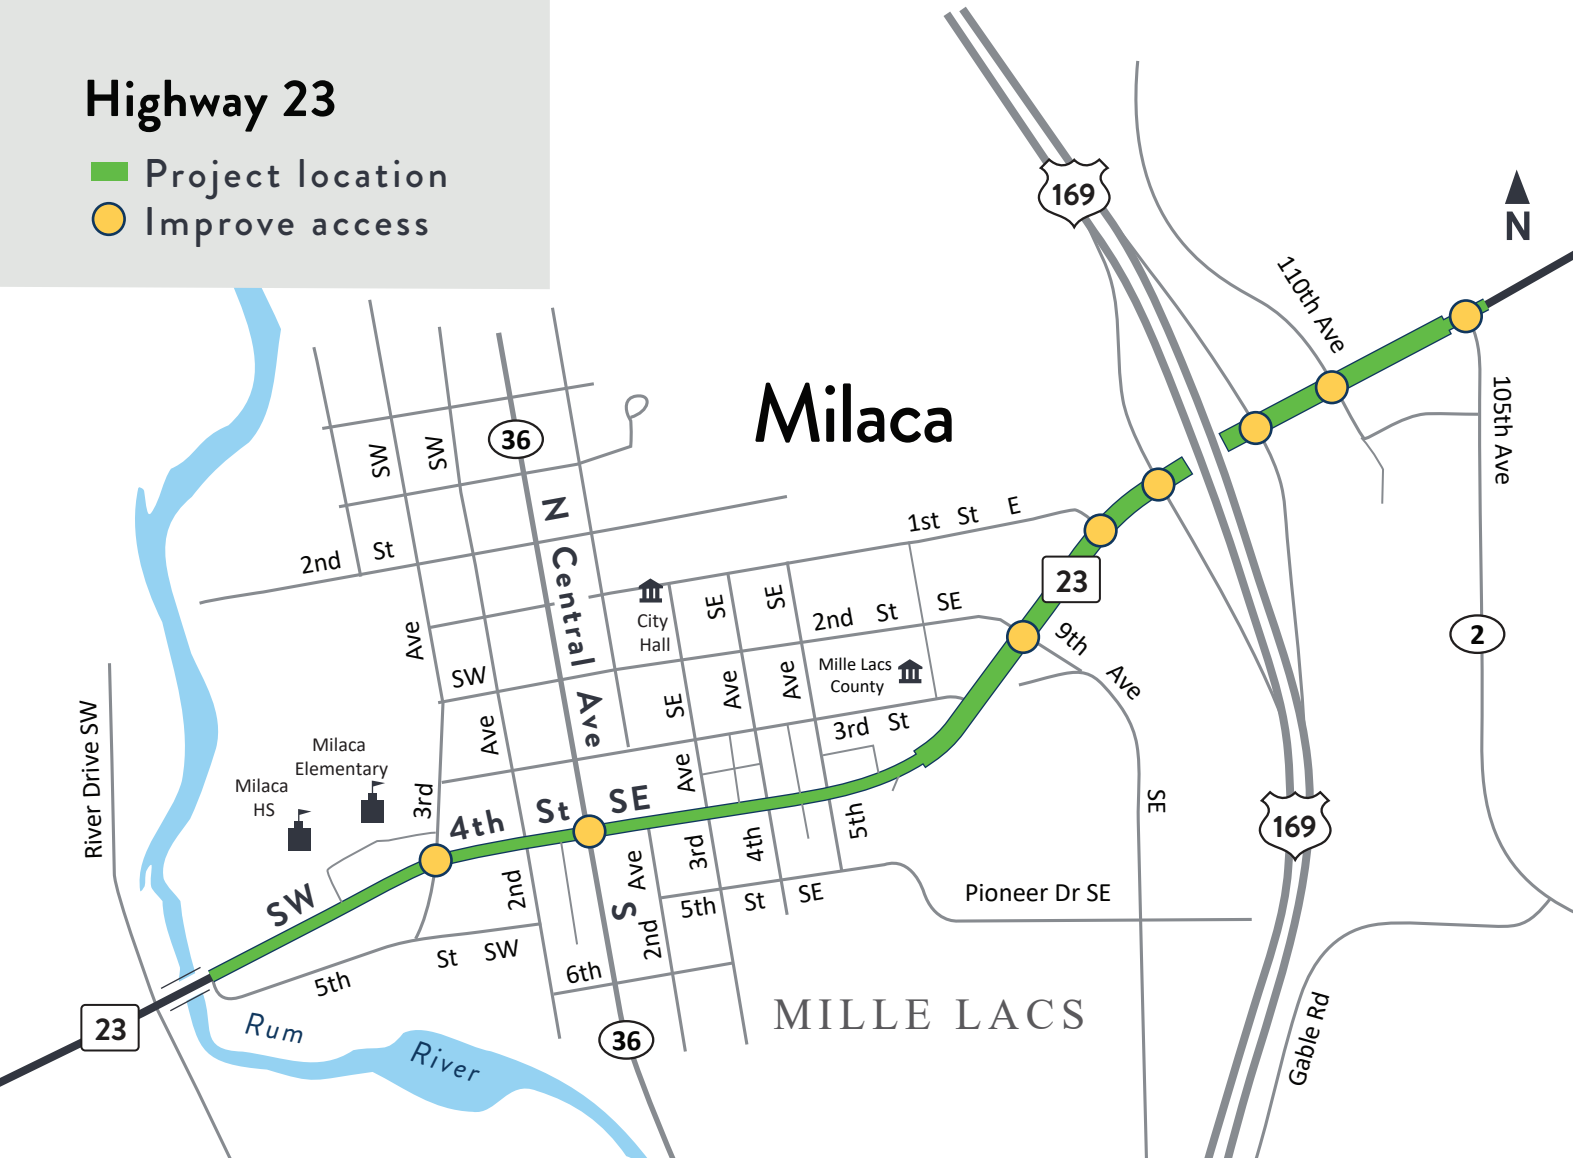 Highway 23
Project location
Improve access
169
N
110th Ave
105th Ave
Milaca
36
SW
SW
N Central Ave
1st St E
2nd St
23
City
Hall
SE
SE
2nd St SE
9th Ave SE
2
Ave
SW
Mille Lacs
County
SE
Ave
Ave
3rd St
River Drive SW
Ave
Milaca
Elementary
Milaca
HS
3rd
Ave
4th St SE
5th
169
SW
2nd
Ave
3rd
4th
S
2nd
5th St SE
Pioneer Dr SE
5th St SW
6th
MILLE LACS
23
Rum River
36
Gable Rd